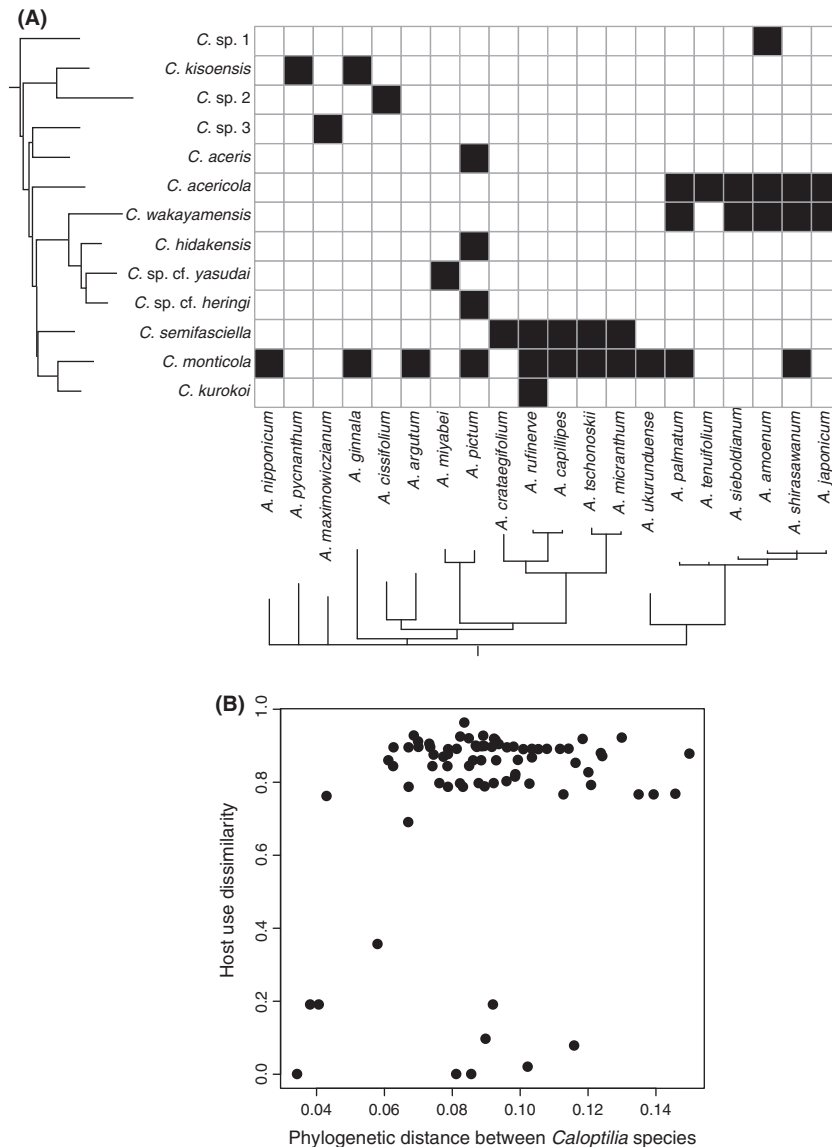 (A)
C. sp. 1
C. kisoensis
C. sp. 2
C. sp. 3
C. aceris
C. acericola
C. wakayamensis
C. hidakensis
C. sp. cf. yasudai
C. sp. cf. heringi
C. semifasciella
C. monticola
C. kurokoi
A. nipponicum
A. pycnanthum
A. maximowiczianum
A. ginnala
A. cissifolium
A. argutum
A. miyabei
A. pictum
A. crataegifolium
A. rufinerve
A. capillipes
A. tschonoskii
A. micranthum
A. ukurunduense
A. palmatum
A. tenuifolium
A. sieboldianum
A. amoenum
A. shirasawanum
A. japonicum
(B)
Host use dissimilarity
1.0
0.8
0.6
0.4
0.2
0.0
0.04 0.06 0.08 0.10 0.12 0.14
Phylogenetic distance between Caloptilia species